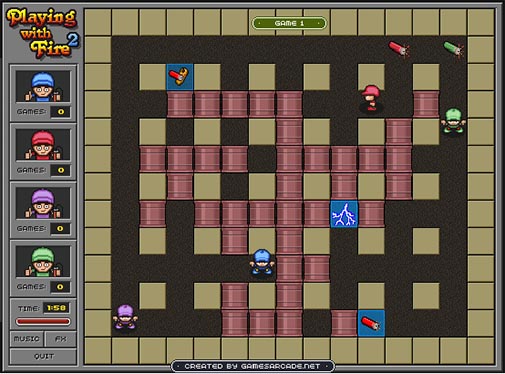 Playing
with
Fire 2
GAME 1
GAMES: 0
GAMES: 0
GAMES: 0
GAMES: 0
TIME: 1:58
MUSIC FX
QUIT
CREATED BY GAMESARCADE.NET